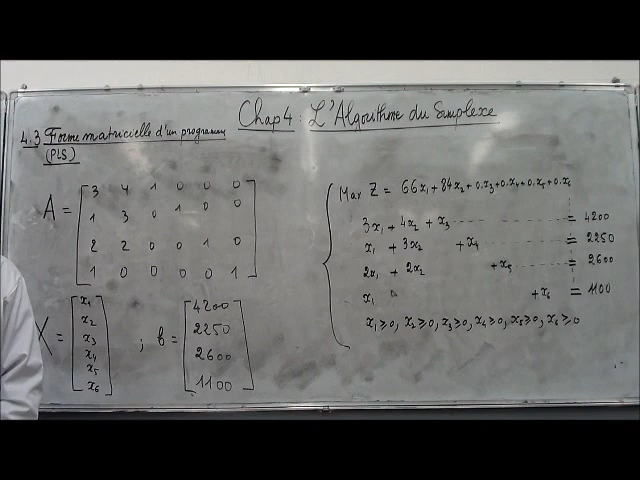 Chap 4 : L'Algorithme du Simplexe
4.3 Forme matricielle d'un programme
(PLS)
A = [ 3 4 1 0 0 0
1 3 0 1 0 0
2 2 0 0 1 0
1 0 0 0 0 1 ]
X = [ x₁
x₂
x₃
x₄
x₅
x₆ ]
; b = [ 4200
2250
2600
1100 ]
Max Z = 66x₁ + 84x₂ + 0.x₃ + 0.x₄ + 0.x₅ + 0.x₆
3x₁ + 4x₂ + x₃ = 4200
x₁ + 3x₂ + x₄ = 2250
2x₁ + 2x₂ + x₅ = 2600
x₁ + x₆ = 1100
x₁ ≥ 0, x₂ ≥ 0, x₃ ≥ 0, x₄ ≥ 0, x₅ ≥ 0, x₆ ≥ 0